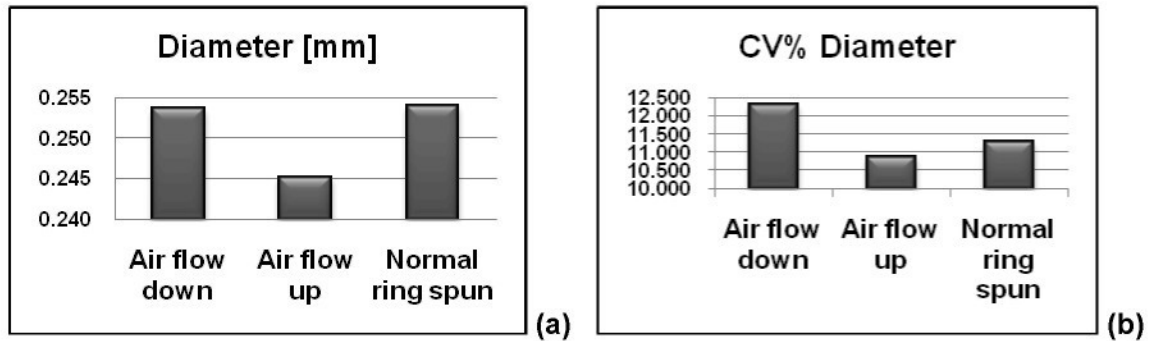 Diameter [mm]
0.255
0.250
0.245
0.240
Air flow
down
Air flow
up
Normal
ring spun
(a)
CV% Diameter
12.500
12.000
11.500
11.000
10.500
10.000
Air flow
down
Air flow
up
Normal
ring
spun
(b)